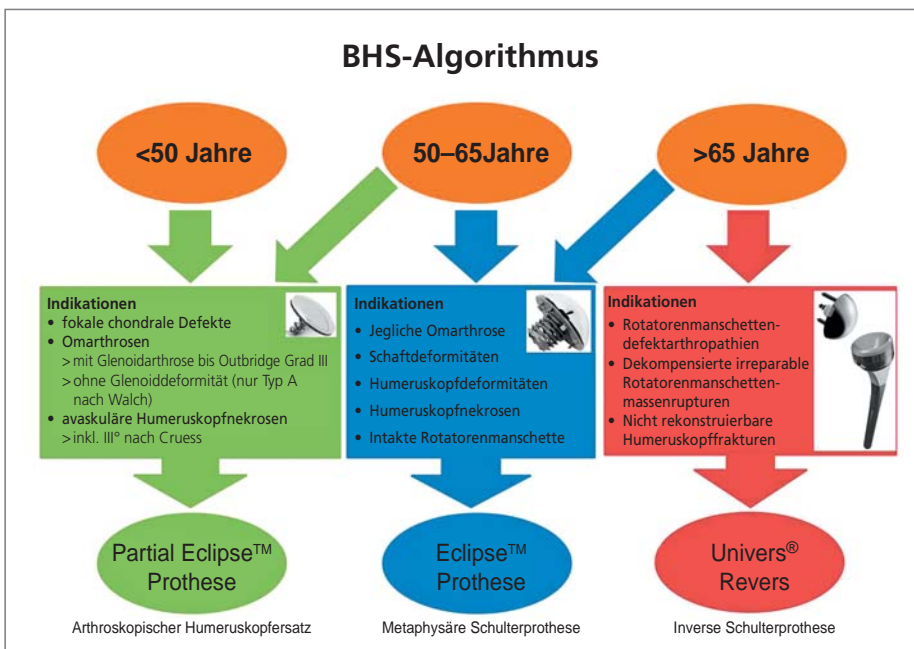 BHS-Algorithmus
<50 Jahre
50–65Jahre
>65 Jahre
Indikationen
• fokale chondrale Defekte
• Omarthrosen
> mit Glenoidarthrose bis Outbridge Grad III
> ohne Glenoiddeformität (nur Typ A
nach Walch)
• avaskuläre Humeruskopfnekrosen
> inkl. III° nach Cruess
Indikationen
• Jegliche Omarthrose
• Schaftdeformitäten
• Humeruskopfdeformitäten
• Humeruskopfnekrosen
• Intakte Rotatorenmanschette
Indikationen
• Rotatorenmanschetten-
defektarthropathien
• Dekompensierte irreparable
Rotatorenmanschetten-
massenrupturen
• Nicht rekonstruierbare
Humeruskopffrakturen
Partial Eclipse™
Prothese
Eclipse™
Prothese
Univers®
Revers
Arthroskopischer Humeruskopfersatz
Metaphysäre Schulterprothese
Inverse Schulterprothese